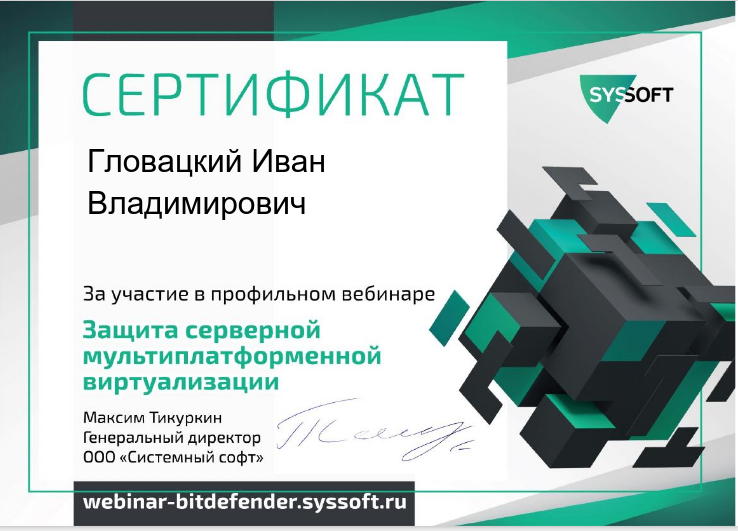 СЕРТИФИКАТ
SYSSOFT
Гловацкий Иван
Владимирович
За участие в профильном вебинаре
Защита серверной
мультиплатформенной
виртуализации
Максим Тикуркин
Генеральный директор
ООО «Системный софт»
webinar-bitdefender.syssoft.ru